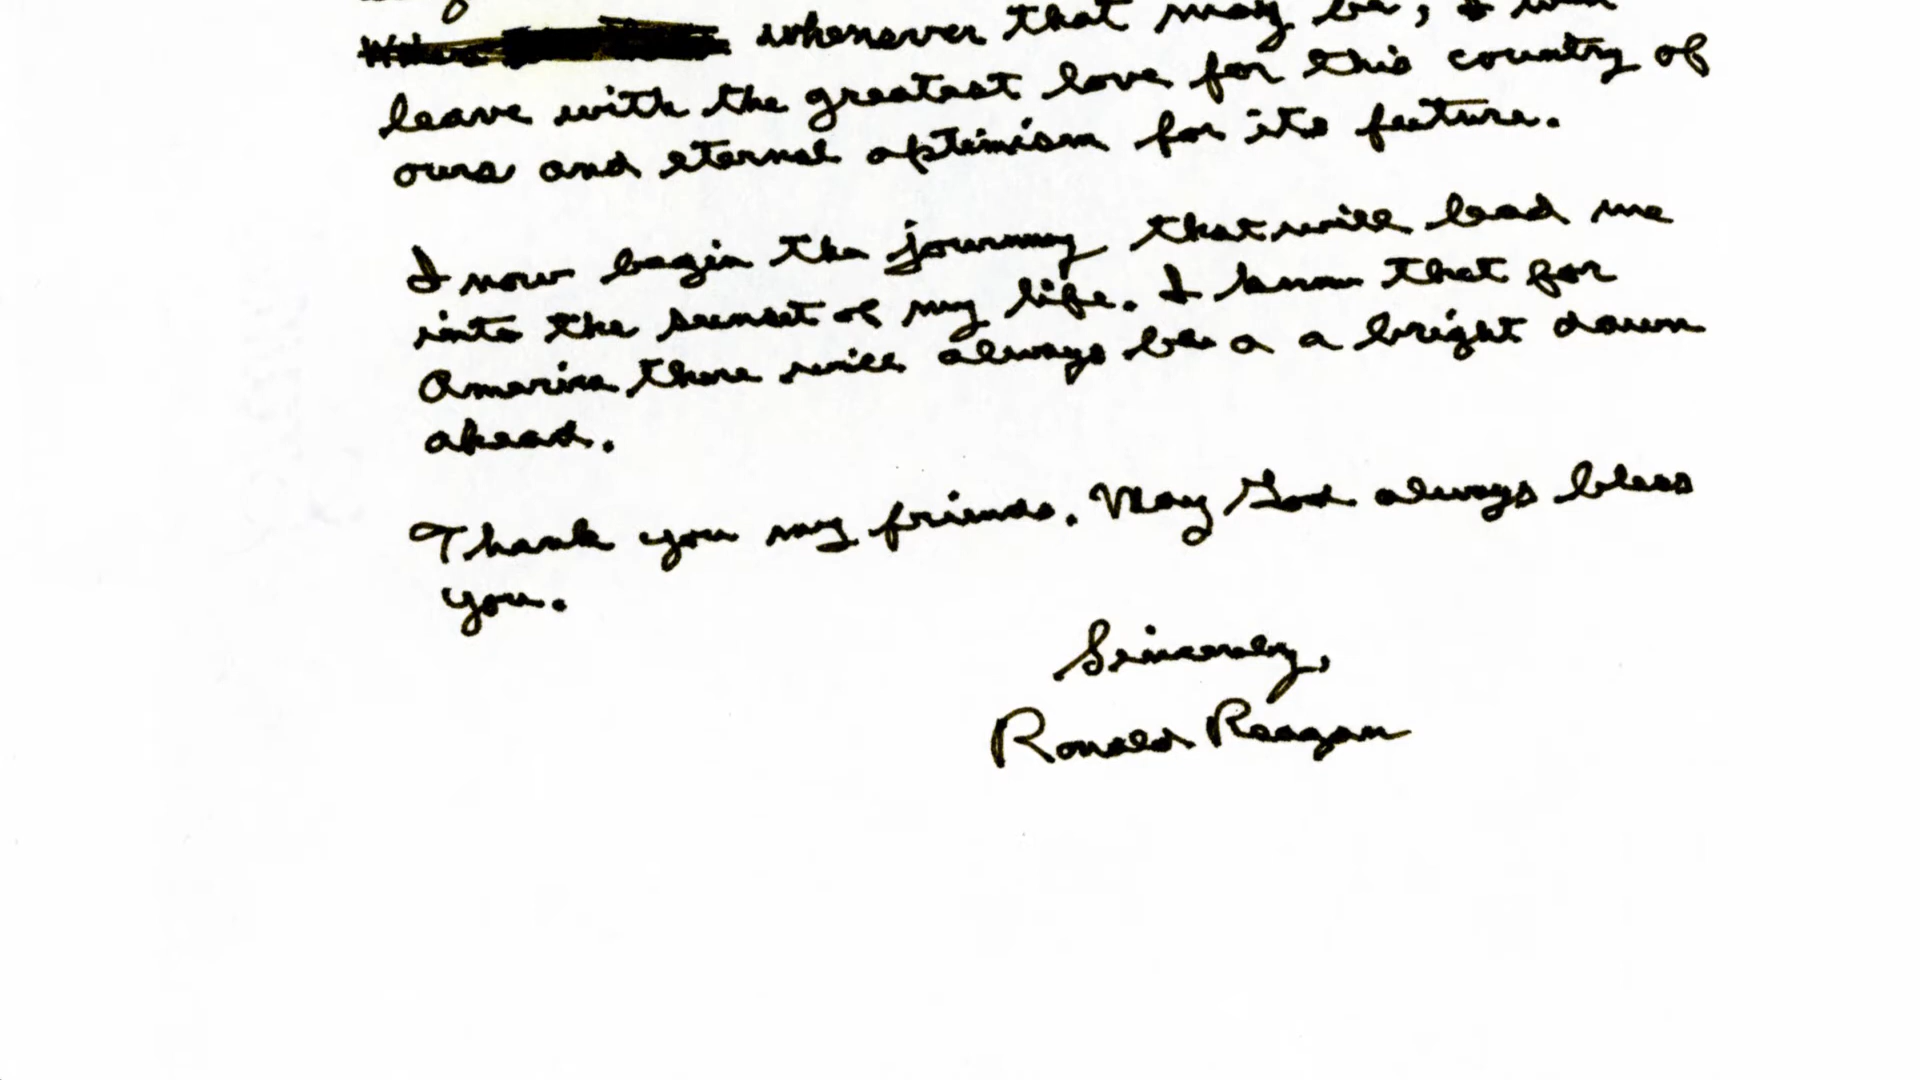 whenever that may be, I will
leave with the greatest love for this country of
ours and eternal optimism for its future.
I now begin the journey that will lead me
into the sunset of my life. I know that for
America there will always be a a bright dawn
ahead.
Thank you my friends. May God always bless
you.
Sincerely,
Ronald Reagan